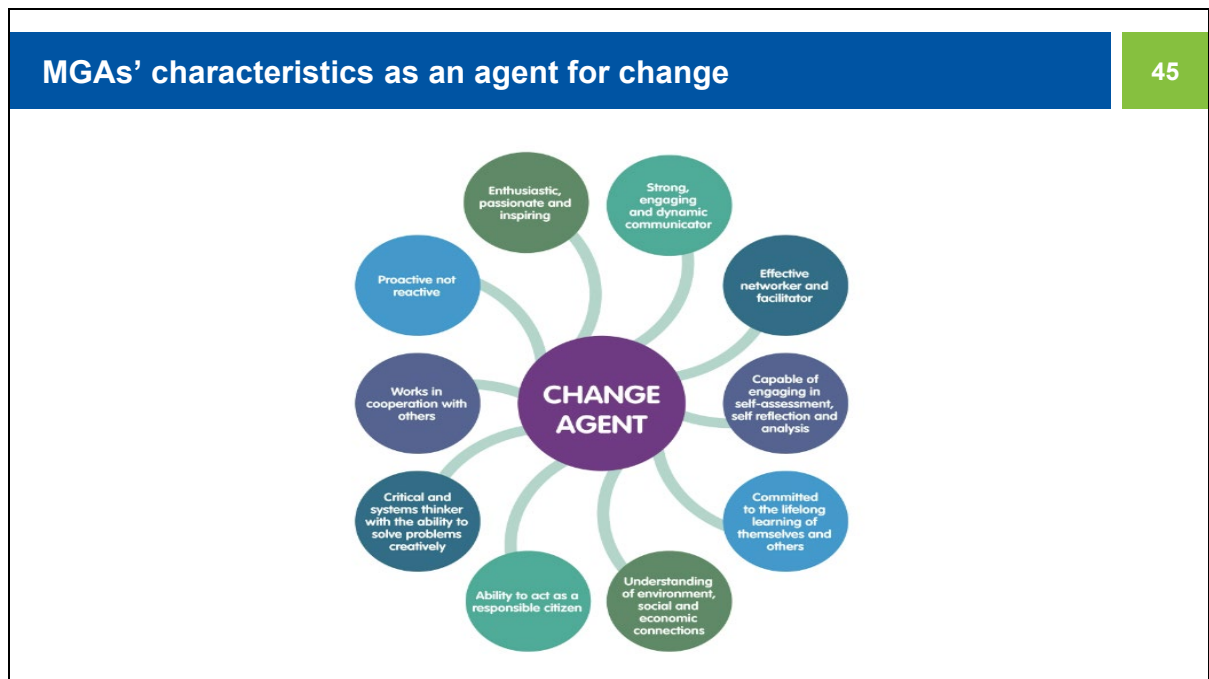 MGAs’ characteristics as an agent for change
45
Enthusiastic,
passionate and
inspiring
Strong,
engaging
and dynamic
communicator
Effective
networker and
facilitator
Capable of
engaging in
self-assessment,
self reflection and
analysis
Committed
to the lifelong
learning of
themselves and
others
Understanding
of environment,
social and
economic
connections
Ability to act as a
responsible citizen
Critical and
systems thinker
with the ability to
solve problems
creatively
Works in
cooperation with
others
Proactive not
reactive
CHANGE
AGENT